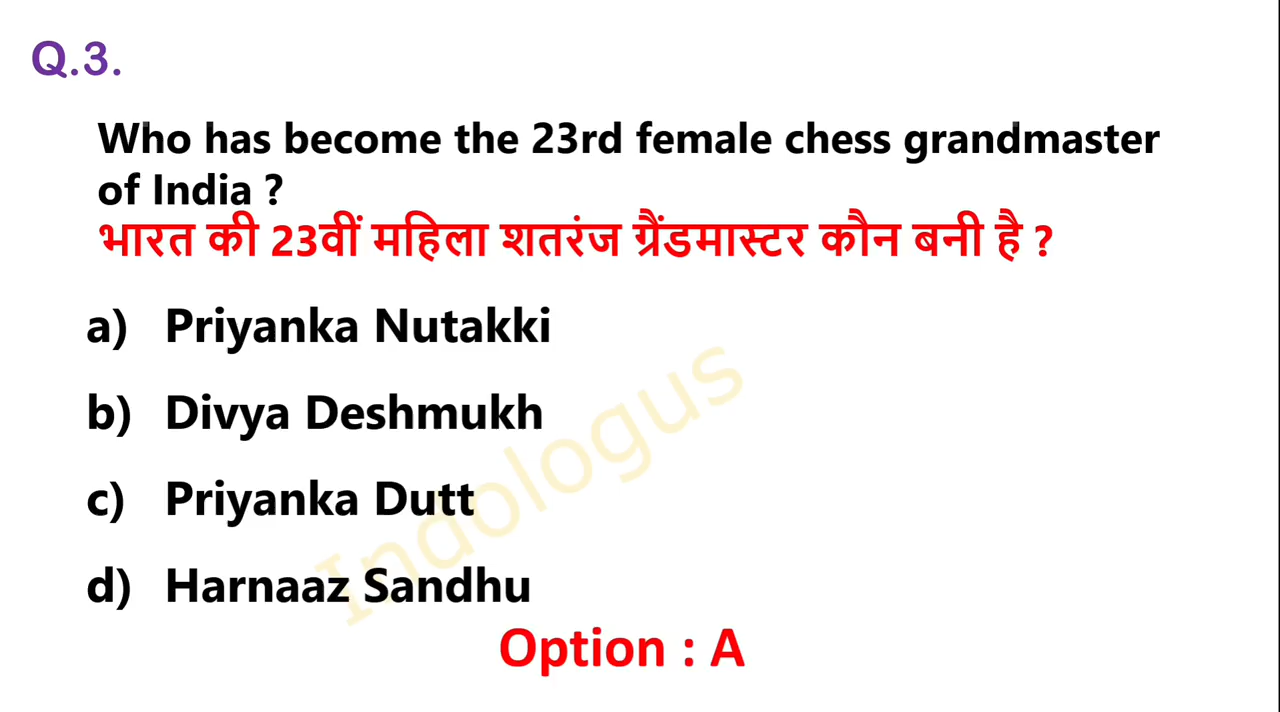 Q.3.
Who has become the 23rd female chess grandmaster
of India ?
भारत की 23वीं महिला शतरंज ग्रैंडमास्टर कौन बनी है ?
a) Priyanka Nutakki
b) Divya Deshmukh
c) Priyanka Dutt
d) Harnaaz Sandhu
Indologus
Option : A